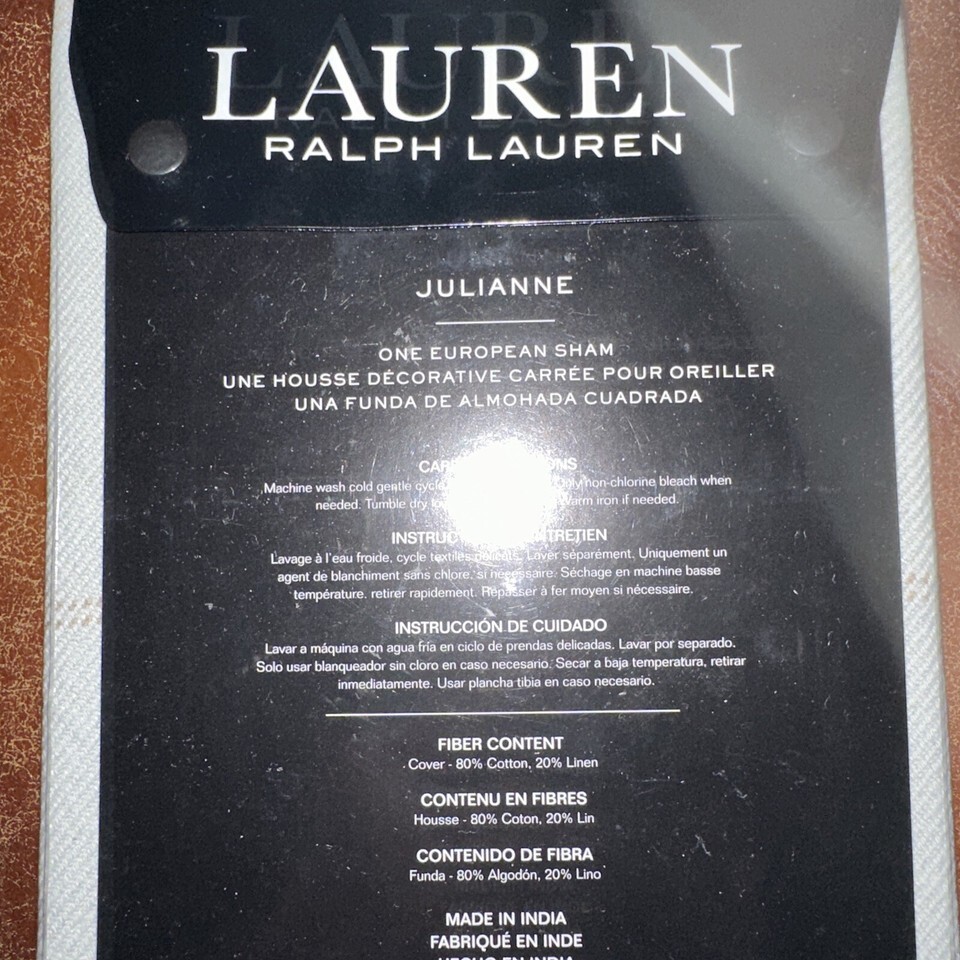 LAUREN
RALPH LAUREN
JULIANNE
ONE EUROPEAN SHAM
UNE HOUSSE DÉCORATIVE CARRÉE POUR OREILLER
UNA FUNDA DE ALMOHADA CUADRADA
Machine wash cold gentle non-chlorine bleach when
needed. Tumble dry Warm iron if needed.
Lavage à l'eau froide, cycle textiles délicats. Laver séparément. Uniquement un
agent de blanchiment sans chlore. si nécessaire. Séchage en machine basse
température. retirer rapidement. Repasser à fer moyen si nécessaire.
INSTRUCCIÓN DE CUIDADO
Lavar a máquina con agua fría en ciclo de prendas delicadas. Lavar por separado.
Solo usar blanqueador sin cloro en caso necesario. Secar a baja temperatura, retirar
inmediatamente. Usar plancha tibia en caso necesario.
FIBER CONTENT
Cover - 80% Cotton, 20% Linen
CONTENU EN FIBRES
Housse - 80% Coton, 20% Lin
CONTENIDO DE FIBRA
Funda - 80% Algodón, 20% Lino
MADE IN INDIA
FABRIQUÉ EN INDE
HECHO EN INDIA